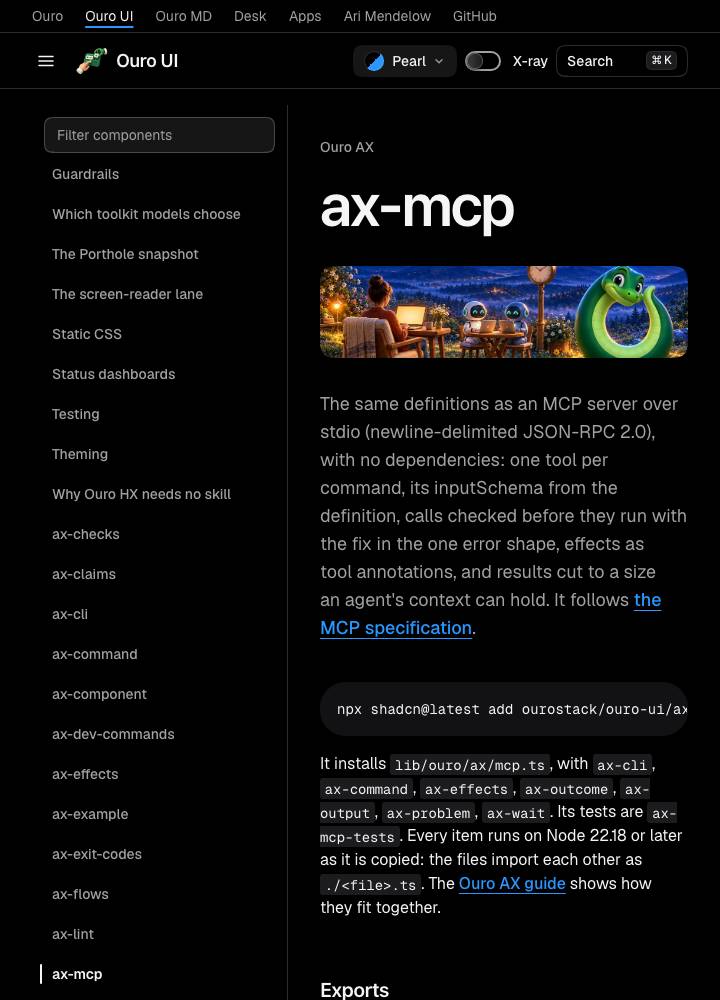 Ouro Ouro UI Ouro MD Desk Apps Ari Mendelow GitHub
Ouro UI Pearl X-ray Search ⌘ K
Filter components
Guardrails
Which toolkit models choose
The Porthole snapshot
The screen-reader lane
Static CSS
Status dashboards
Testing
Theming
Why Ouro HX needs no skill
ax-checks
ax-claims
ax-cli
ax-command
ax-component
ax-dev-commands
ax-effects
ax-example
ax-exit-codes
ax-flows
ax-lint
ax-mcp
Ouro AX
ax-mcp
The same definitions as an MCP server over
stdio (newline-delimited JSON-RPC 2.0),
with no dependencies: one tool per
command, its inputSchema from the
definition, calls checked before they run with
the fix in the one error shape, effects as
tool annotations, and results cut to a size
an agent's context can hold. It follows the
MCP specification.
npx shadcn@latest add ourostack/ouro-ui/ax
It installs lib/ouro/ax/mcp.ts, with ax-cli,
ax-command, ax-effects, ax-outcome, ax-
output, ax-problem, ax-wait. Its tests are ax-
mcp-tests. Every item runs on Node 22.18 or later
as it is copied: the files import each other as
./<file>.ts. The Ouro AX guide shows how
they fit together.
Exports